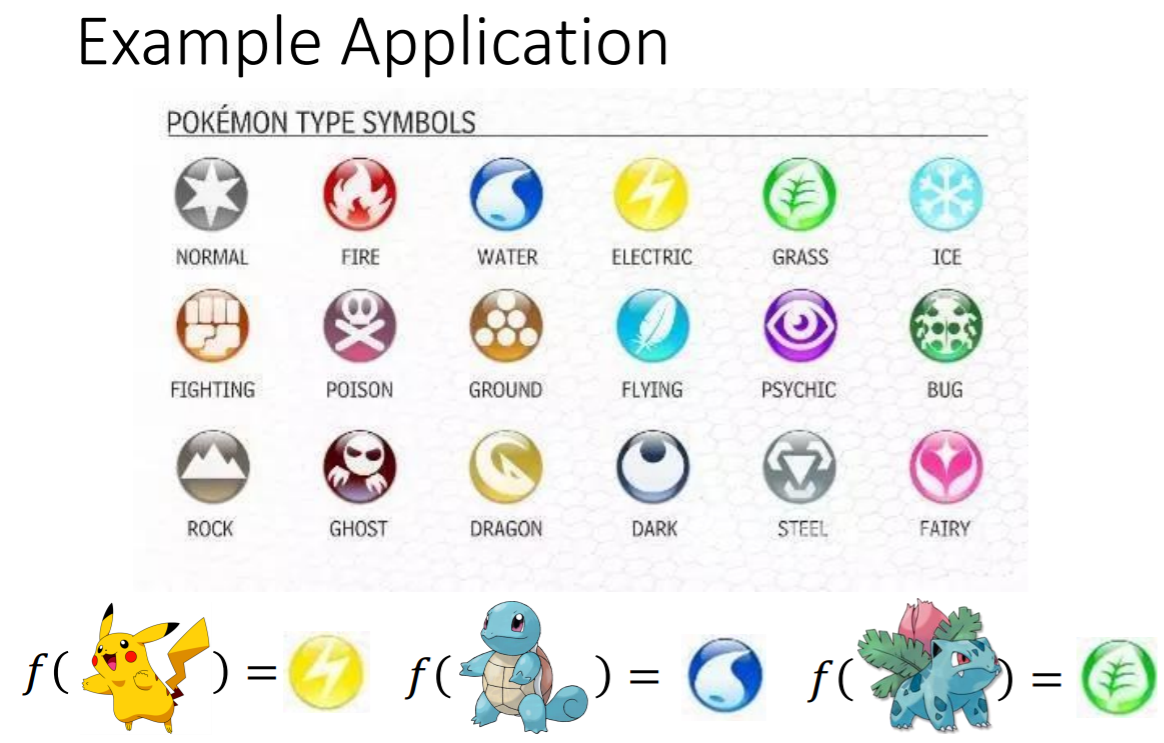 Example Application
POKÉMON TYPE SYMBOLS
NORMAL FIRE WATER ELECTRIC GRASS ICE
FIGHTING POISON GROUND FLYING PSYCHIC BUG
ROCK GHOST DRAGON DARK STEEL FAIRY
f( ) = f( ) = f( ) =